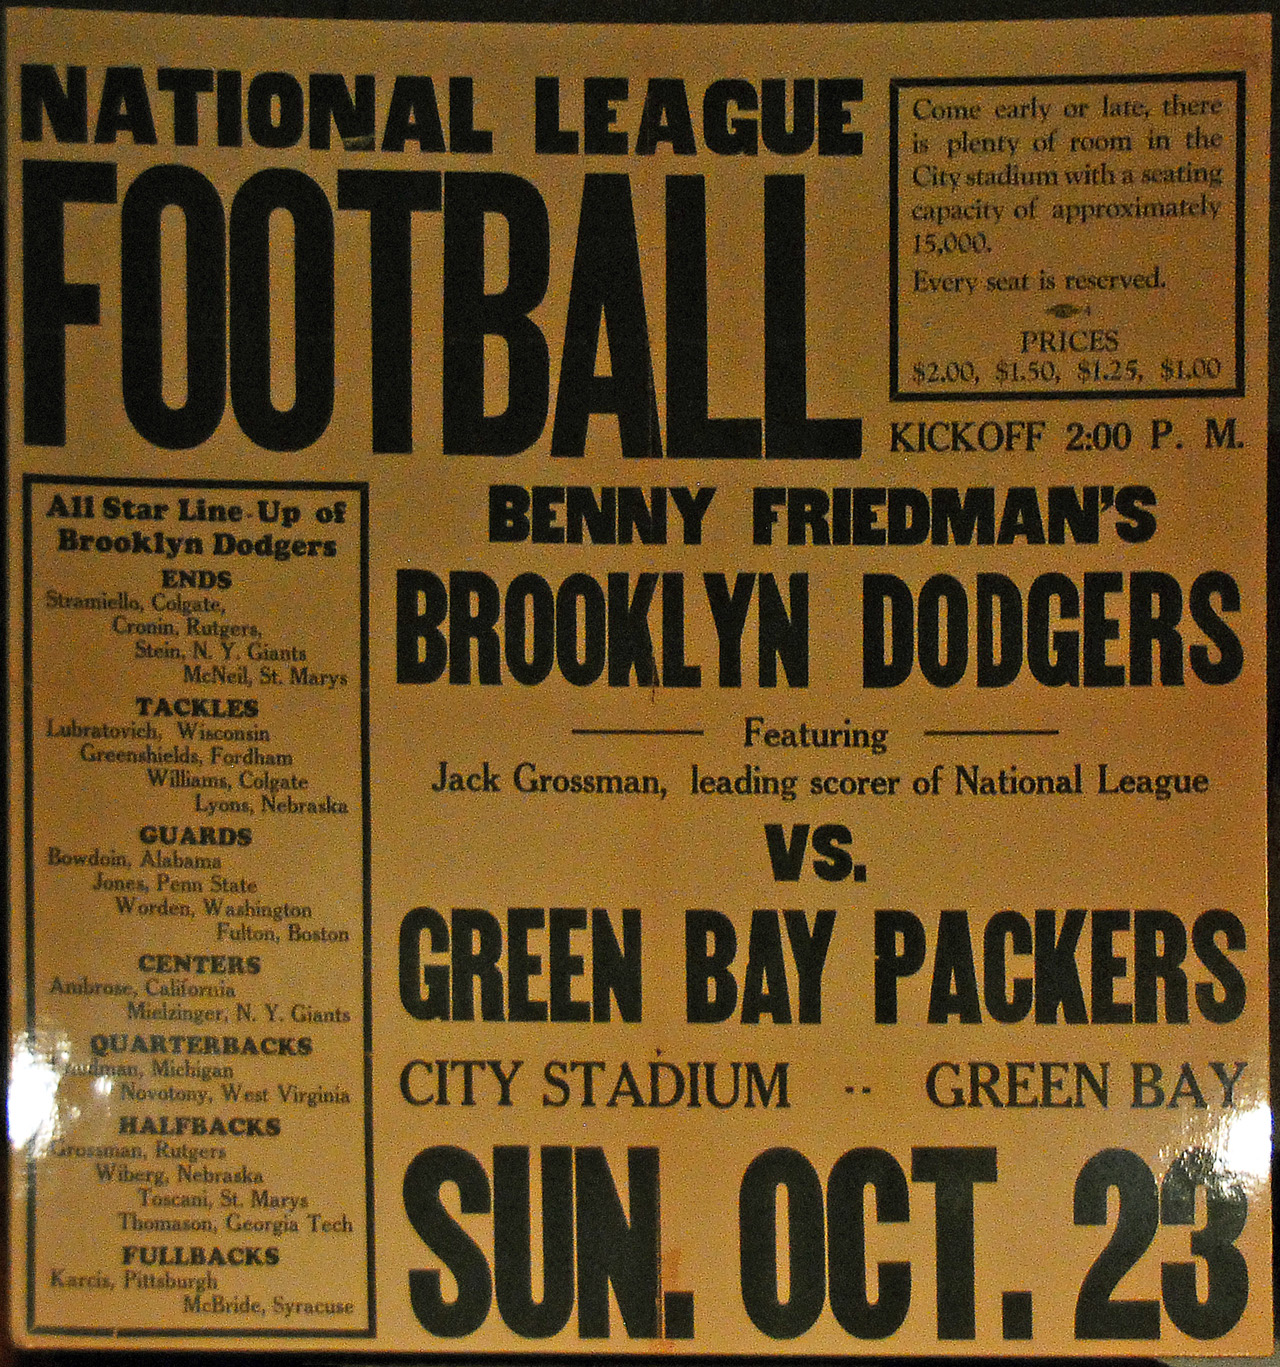 NATIONAL LEAGUE
FOOTBALL
Come early or late, there
is plenty of room in the
City stadium with a seating
capacity of approximately
15,000.
Every seat is reserved.
PRICES
$2.00, $1.50, $1.25, $1.00
KICKOFF 2:00 P. M.
All Star Line-Up of
Brooklyn Dodgers
ENDS
Stramiello, Colgate,
Cronin, Rutgers,
Stein, N. Y. Giants
McNeil, St. Marys
TACKLES
Lubratovich, Wisconsin
Greenshields, Fordham
Williams, Colgate
Lyons, Nebraska
GUARDS
Bowdoin, Alabama
Jones, Penn State
Worden, Washington
Fulton, Boston
CENTERS
Ambrose, California
Mielzinger, N. Y. Giants
QUARTERBACKS
Michigan
Novotony, West Virginia
HALFBACKS
Grossman, Rutgers
Wiberg, Nebraska
Toscani, St. Marys
Thomason, Georgia Tech
FULLBACKS
Karcis, Pittsburgh
McBride, Syracuse
BENNY FRIEDMAN'S
BROOKLYN DODGERS
Featuring
Jack Grossman, leading scorer of National League
VS.
GREEN BAY PACKERS
CITY STADIUM -- GREEN BAY
SUN. OCT. 23